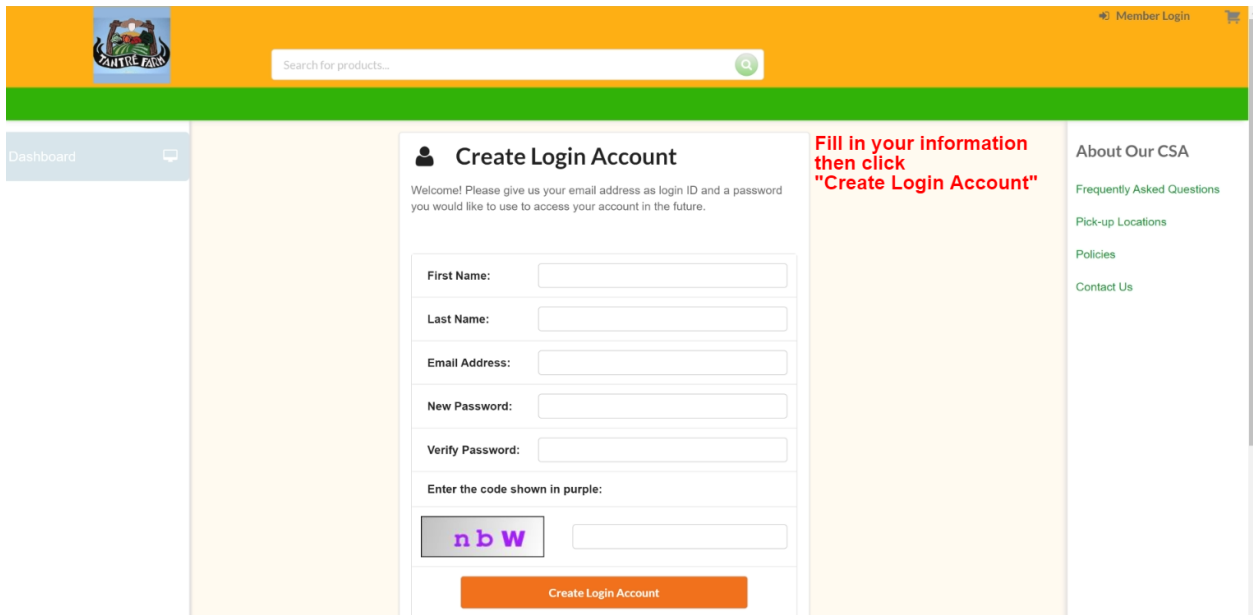 TANTRÉ FARM
Member Login
Search for products...
Dashboard
Create Login Account
Welcome! Please give us your email address as login ID and a password
you would like to use to access your account in the future.
First Name:
Last Name:
Email Address:
New Password:
Verify Password:
Enter the code shown in purple:
n b W
Create Login Account
Fill in your information
then click
"Create Login Account"
About Our CSA
Frequently Asked Questions
Pick-up Locations
Policies
Contact Us